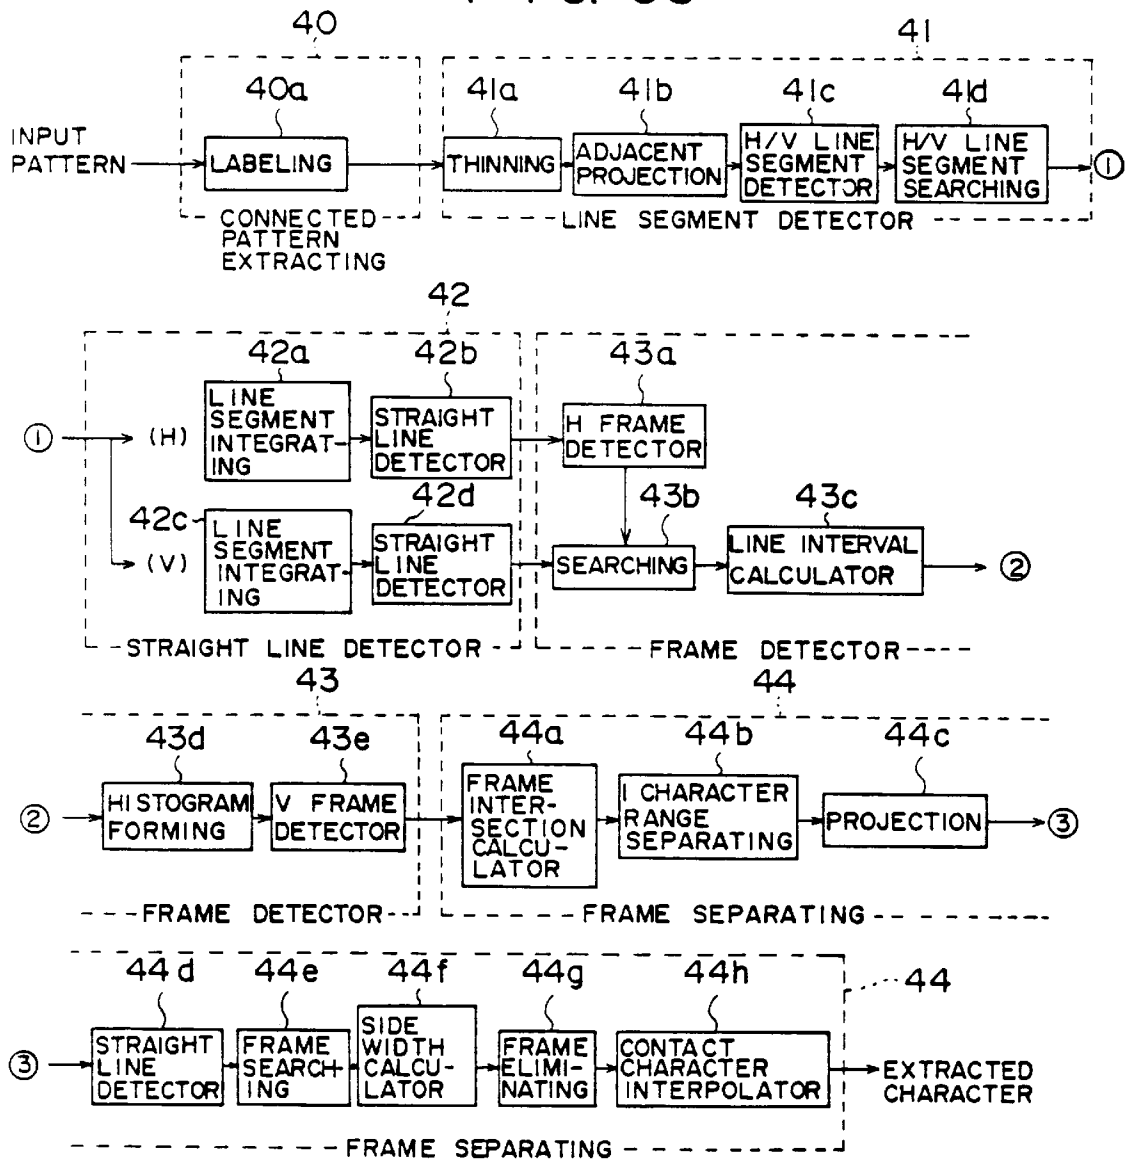 40
41
40a
41a
41b
41c
41d
INPUT
PATTERN
LABELING
THINNING
ADJACENT
PROJECTION
H/V LINE
SEGMENT
DETECTOR
H/V LINE
SEGMENT
SEARCHING
①
CONNECTED
PATTERN
EXTRACTING
LINE SEGMENT DETECTOR
42
42a
42b
43a
①
(H)
LINE
SEGMENT
INTEGRAT-
ING
STRAIGHT
LINE
DETECTOR
H FRAME
DETECTOR
42c
42d
43b
43c
(V)
LINE
SEGMENT
INTEGRAT-
ING
STRAIGHT
LINE
DETECTOR
SEARCHING
LINE INTERVAL
CALCULATOR
②
STRAIGHT LINE DETECTOR
FRAME DETECTOR
43
44
43d
43e
44a
44b
44c
②
HISTOGRAM
FORMING
V FRAME
DETECTOR
FRAME
INTER-
SECTION
CALCU-
LATOR
1 CHARACTER
RANGE
SEPARATING
PROJECTION
③
FRAME DETECTOR
FRAME SEPARATING
44d
44e
44f
44g
44h
44
③
STRAIGHT
LINE
DETECTOR
FRAME
SEARCH-
ING
SIDE
WIDTH
CALCU-
LATOR
FRAME
ELIMI-
NATING
CONTACT
CHARACTER
INTERPOLATOR
EXTRACTED
CHARACTER
FRAME SEPARATING